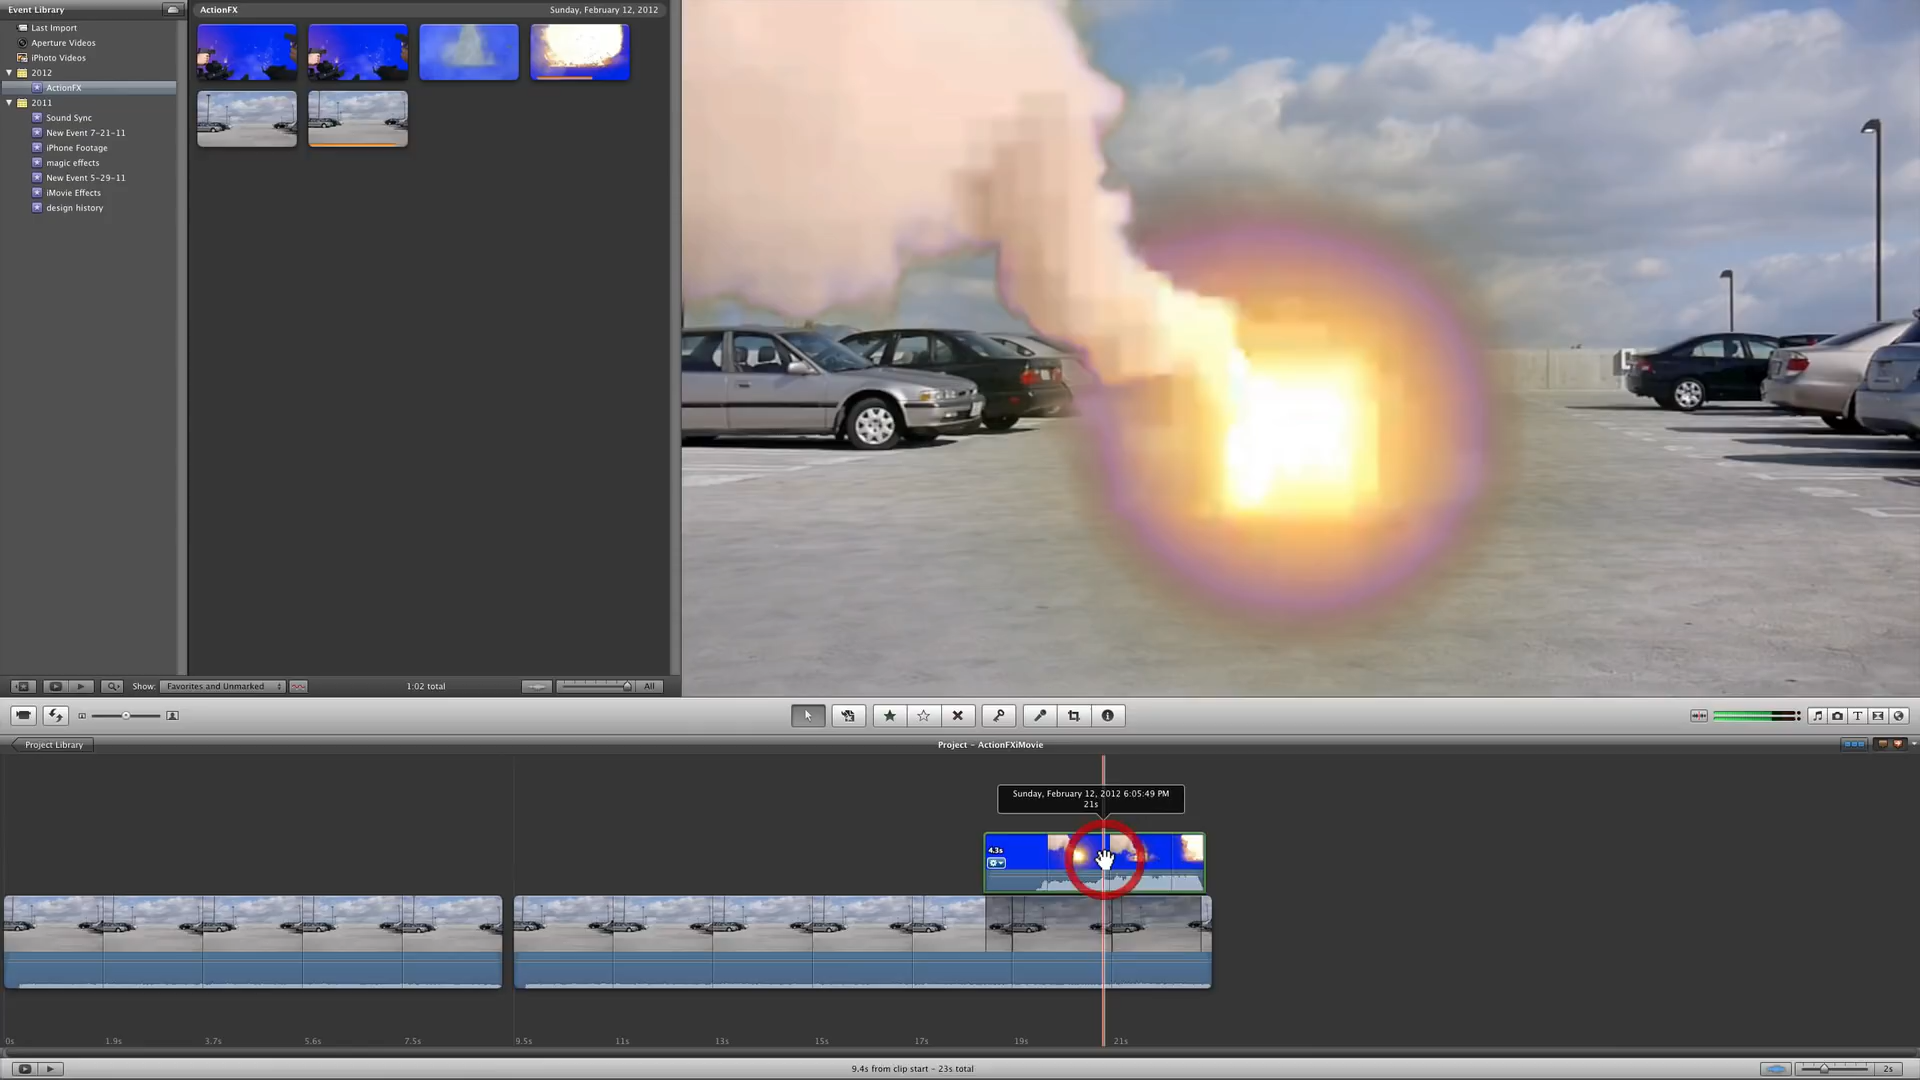 Event Library
ActionFX
Sunday, February 12, 2012
Last Import
Aperture Videos
iPhoto Videos
2012
ActionFX
2011
Sound Sync
New Event 7-21-11
iPhone Footage
magic effects
New Event 5-29-11
iMovie Effects
design history
Show:
Favorites and Unmarked
1:02 total
All
Project Library
Project - ActionFXiMovie
Sunday, February 12, 2012 6:05:49 PM
21s
4.3s
0s
1.9s
3.7s
5.6s
7.5s
9.5s
11s
13s
15s
17s
19s
21s
9.4s from clip start - 23s total
2s